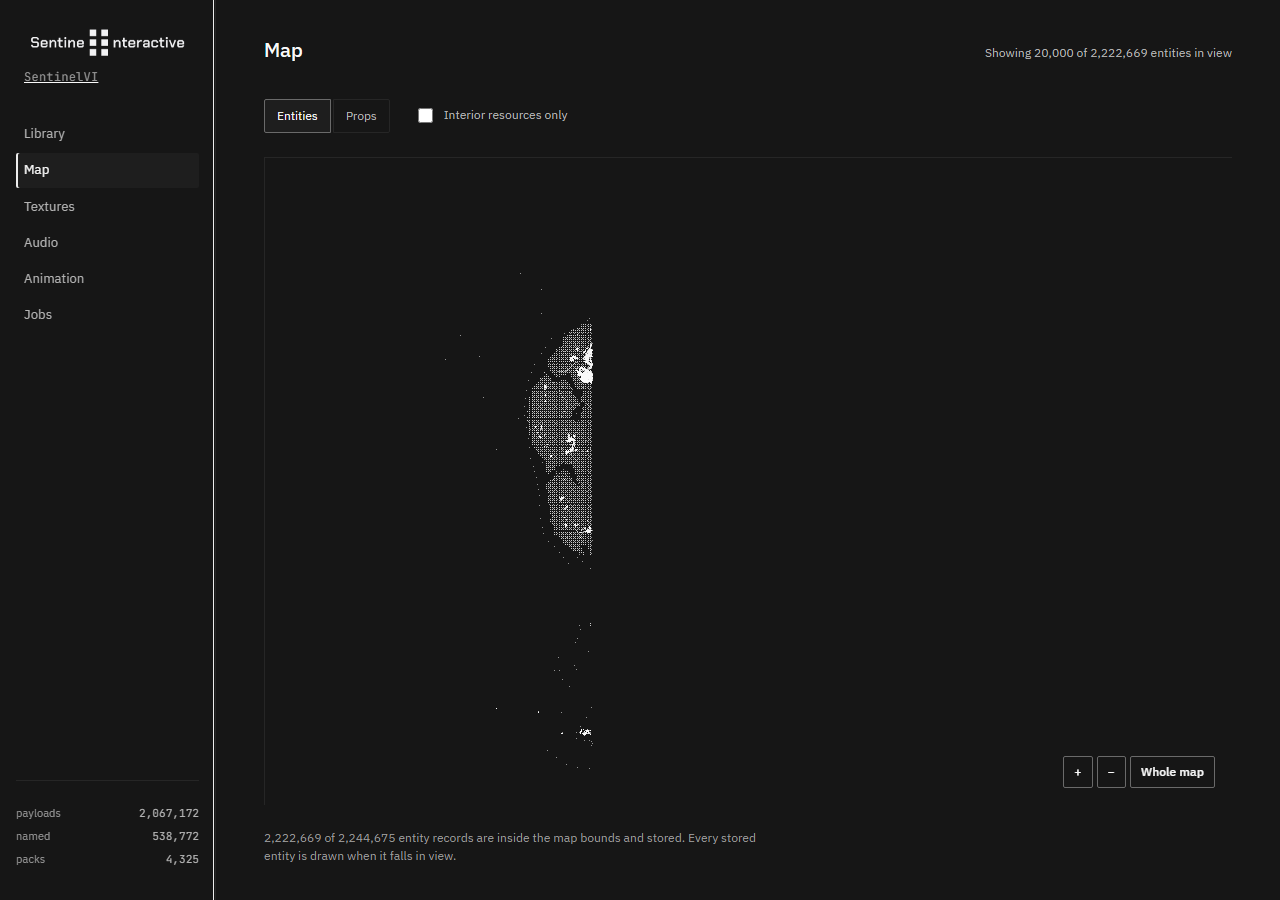 Sentine nteractive
SentinelVI
Library
Map
Textures
Audio
Animation
Jobs
payloads 2,067,172
named 538,772
packs 4,325
Map
Showing 20,000 of 2,222,669 entities in view
Entities Props Interior resources only
+ − Whole map
2,222,669 of 2,244,675 entity records are inside the map bounds and stored. Every stored
entity is drawn when it falls in view.